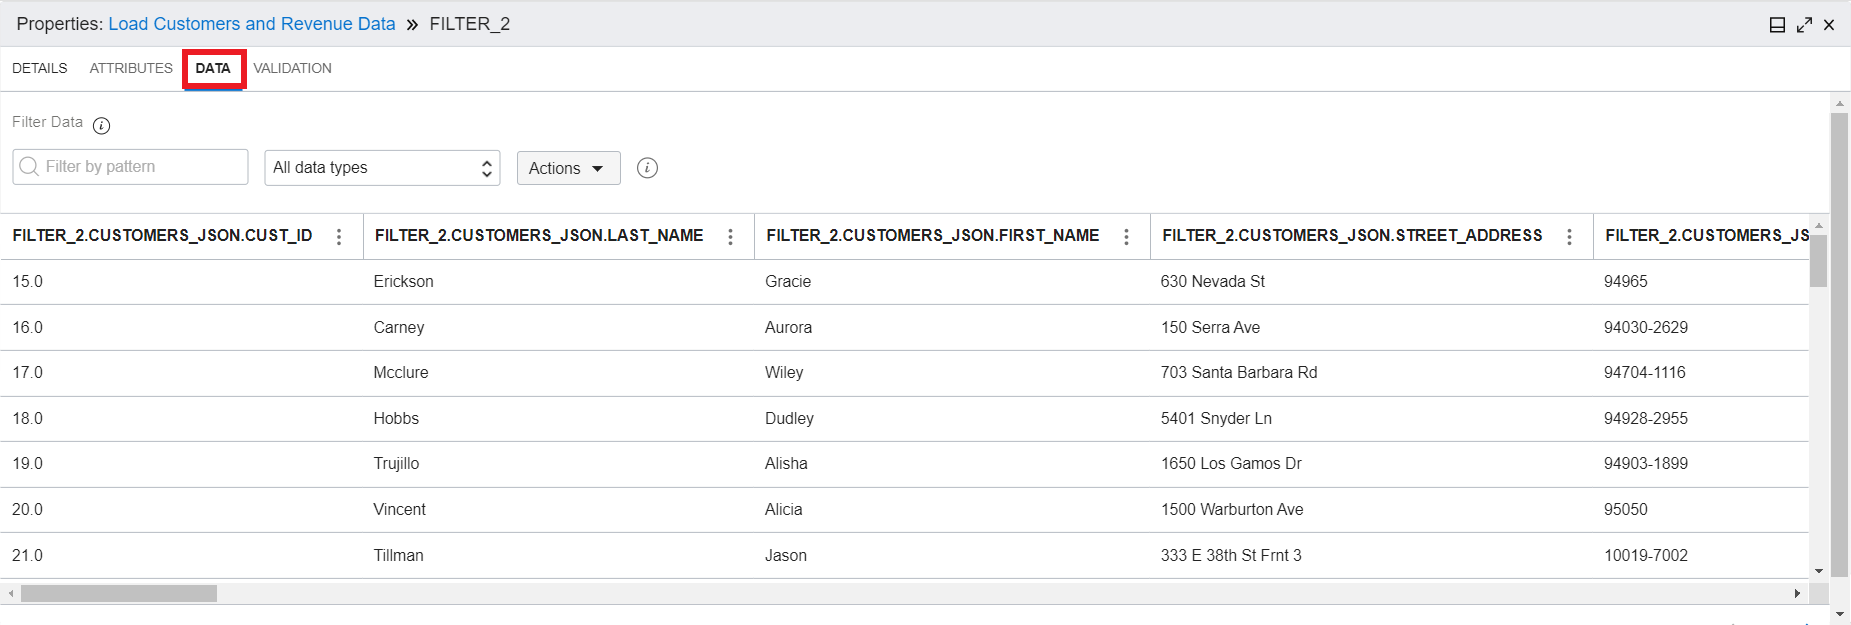 Properties: Load Customers and Revenue Data » FILTER_2
DETAILS ATTRIBUTES DATA VALIDATION
Filter Data i
Filter by pattern All data types Actions i
FILTER_2.CUSTOMERS_JSON.CUST_ID FILTER_2.CUSTOMERS_JSON.LAST_NAME FILTER_2.CUSTOMERS_JSON.FIRST_NAME FILTER_2.CUSTOMERS_JSON.STREET_ADDRESS FILTER_2.CUSTOMERS_JS
15.0 Erickson Gracie 630 Nevada St 94965
16.0 Carney Aurora 150 Serra Ave 94030-2629
17.0 Mcclure Wiley 703 Santa Barbara Rd 94704-1116
18.0 Hobbs Dudley 5401 Snyder Ln 94928-2955
19.0 Trujillo Alisha 1650 Los Gamos Dr 94903-1899
20.0 Vincent Alicia 1500 Warburton Ave 95050
21.0 Tillman Jason 333 E 38th St Frnt 3 10019-7002